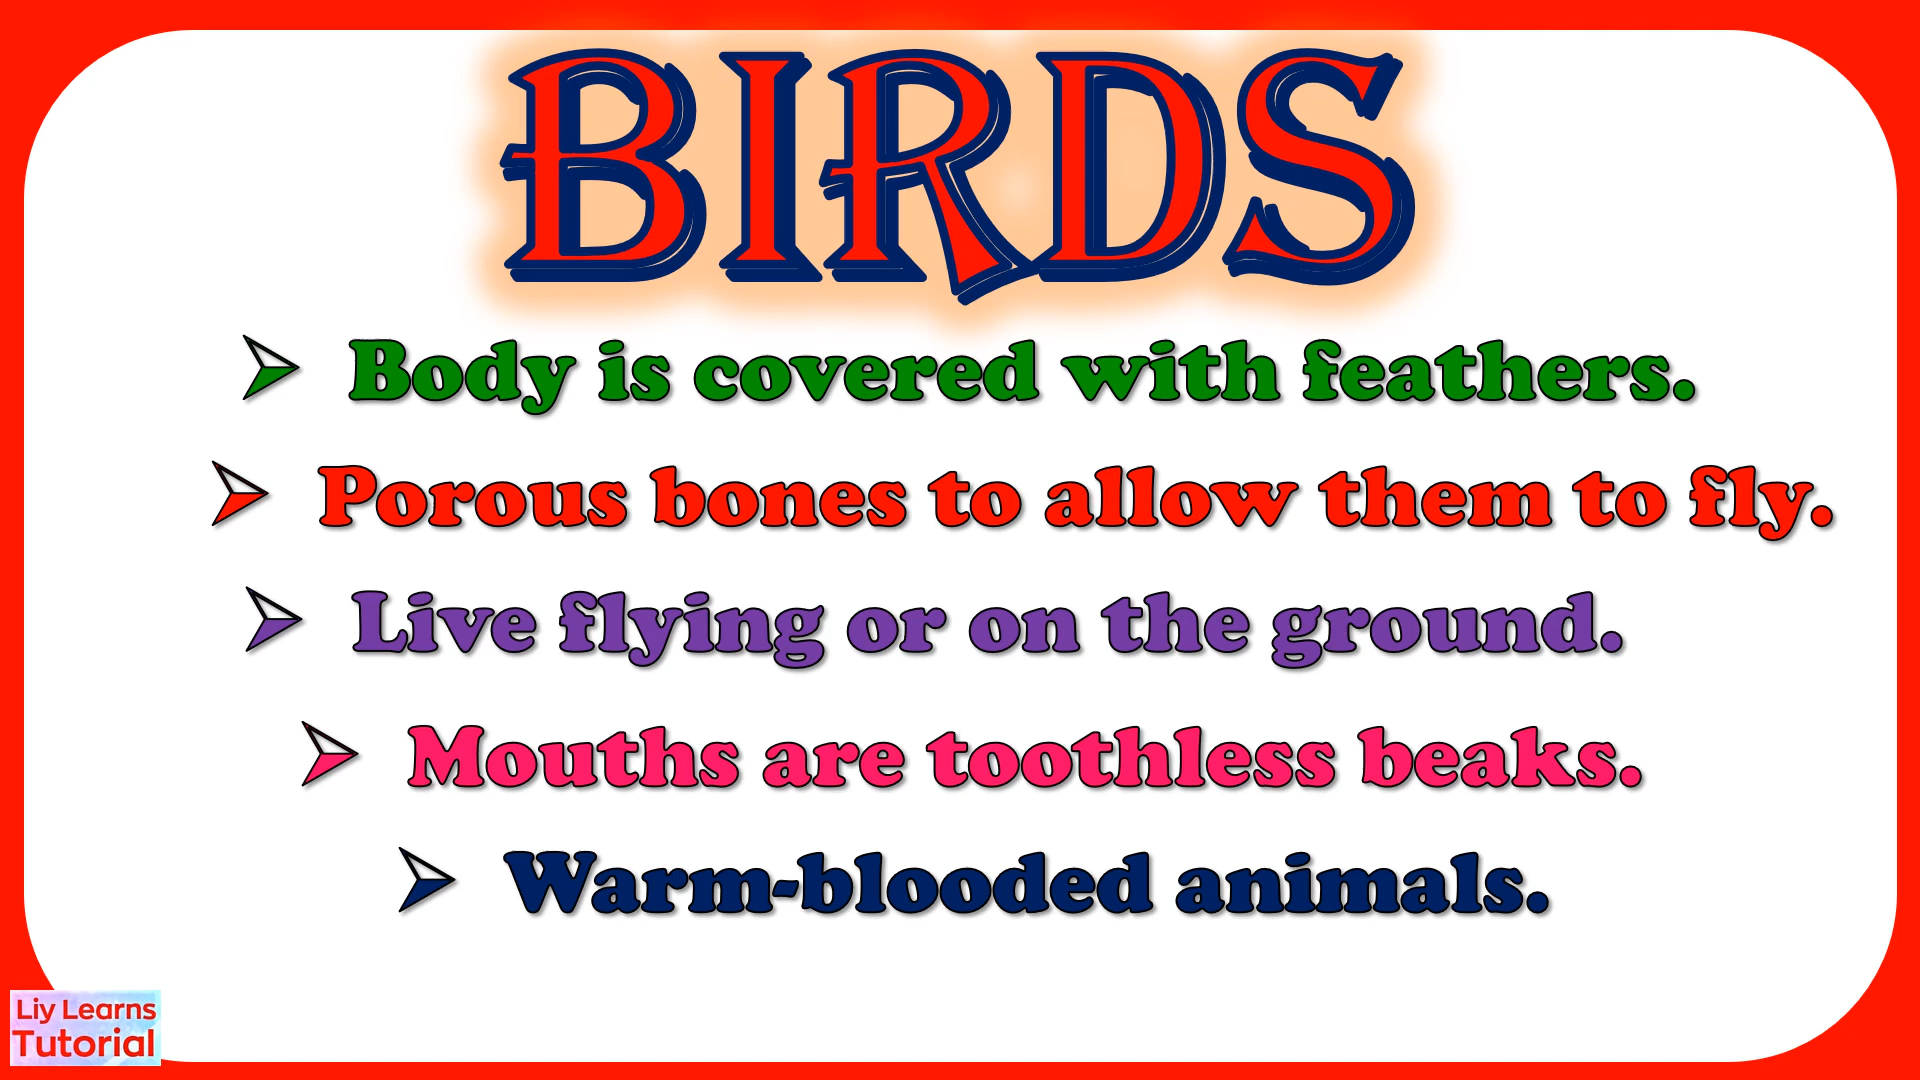 BIRDS
➢ Body is covered with feathers.
➢ Porous bones to allow them to fly.
➢ Live flying or on the ground.
➢ Mouths are toothless beaks.
➢ Warm-blooded animals.
Liy Learns
Tutorial